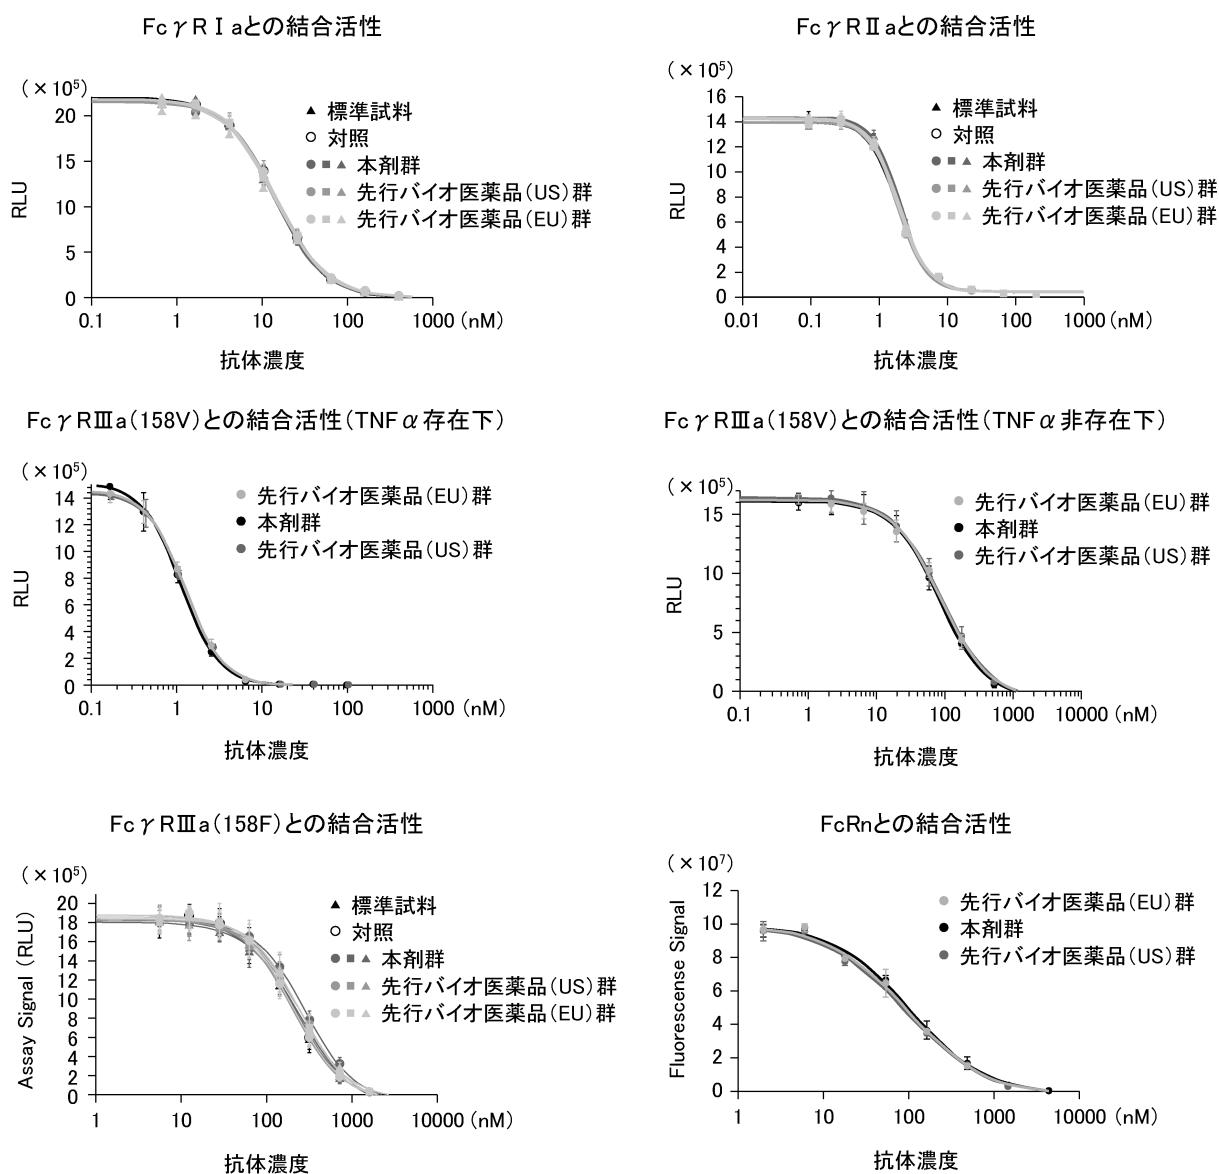 FcγRⅠaとの結合活性
(×10⁵)
20
15
10
5
0
RLU
0.1 1 10 100 1000 (nM)
抗体濃度
▲ 標準試料
○ 対照
●■▲ 本剤群
●■▲ 先行バイオ医薬品(US)群
●■▲ 先行バイオ医薬品(EU)群
FcγRⅡaとの結合活性
(×10⁵)
16
14
12
10
8
6
4
2
0
RLU
0.01 0.1 1 10 100 1000 (nM)
抗体濃度
▲ 標準試料
○ 対照
●■▲ 本剤群
●■▲ 先行バイオ医薬品(US)群
●■▲ 先行バイオ医薬品(EU)群
FcγRⅢa(158V)との結合活性(TNFα存在下)
(×10⁵)
14
12
10
8
6
4
2
0
RLU
0.1 1 10 100 1000 (nM)
抗体濃度
● 先行バイオ医薬品(EU)群
● 本剤群
● 先行バイオ医薬品(US)群
FcγRⅢa(158V)との結合活性(TNFα非存在下)
(×10⁵)
15
10
5
0
RLU
0.1 1 10 100 1000 10000 (nM)
抗体濃度
● 先行バイオ医薬品(EU)群
● 本剤群
● 先行バイオ医薬品(US)群
FcγRⅢa(158F)との結合活性
(×10⁵)
20
18
16
14
12
10
8
6
4
2
0
Assay Signal (RLU)
1 10 100 1000 10000 (nM)
抗体濃度
▲ 標準試料
○ 対照
●■▲ 本剤群
●■▲ 先行バイオ医薬品(US)群
●■▲ 先行バイオ医薬品(EU)群
FcRnとの結合活性
(×10⁷)
12
10
8
6
4
2
0
Fluorescense Signal
1 10 100 1000 10000 (nM)
抗体濃度
● 先行バイオ医薬品(EU)群
● 本剤群
● 先行バイオ医薬品(US)群